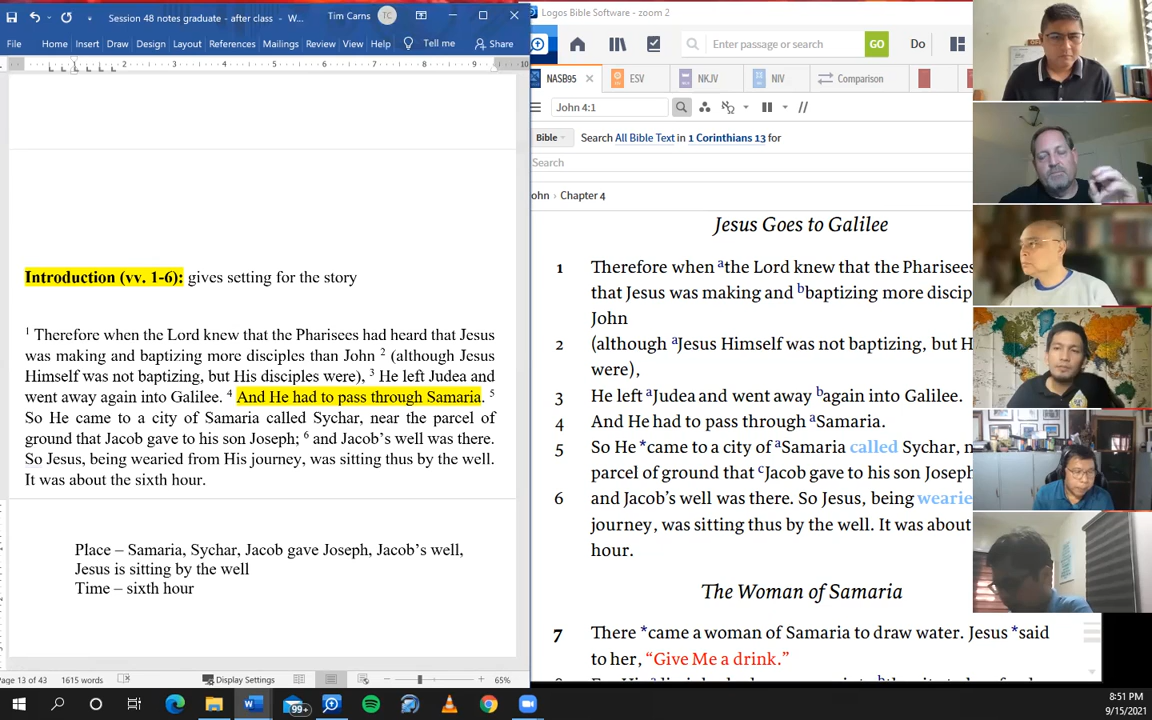 Session 48 notes graduate - after class - W...
Tim Carns
TC
File Home Insert Draw Design Layout References Mailings Review View Help Tell me Share
1 2 3 4 5 6 7 8 9 10
Introduction (vv. 1-6): gives setting for the story
1 Therefore when the Lord knew that the Pharisees had heard that Jesus
was making and baptizing more disciples than John 2 (although Jesus
Himself was not baptizing, but His disciples were), 3 He left Judea and
went away again into Galilee. 4 And He had to pass through Samaria. 5
So He came to a city of Samaria called Sychar, near the parcel of
ground that Jacob gave to his son Joseph; 6 and Jacob’s well was there.
So Jesus, being wearied from His journey, was sitting thus by the well.
It was about the sixth hour.
Place – Samaria, Sychar, Jacob gave Joseph, Jacob’s well,
Jesus is sitting by the well
Time – sixth hour
Page 13 of 43 1615 words Display Settings 65%
Logos Bible Software - zoom 2
Enter passage or search GO Do
NASB95 ESV NKJV NIV Comparison
John 4:1
Bible Search All Bible Text in 1 Corinthians 13 for
Search
ohn › Chapter 4
Jesus Goes to Galilee
1 Therefore when a the Lord knew that the Pharisees
that Jesus was making and b baptizing more discip
John
2 (although a Jesus Himself was not baptizing, but H
were),
3 He left a Judea and went away b again into Galilee.
4 And He had to pass through a Samaria.
5 So He *came to a city of a Samaria called Sychar, n
parcel of ground that c Jacob gave to his son Joseph
6 and Jacob’s well was there. So Jesus, being wearie
journey, was sitting thus by the well. It was about
hour.
The Woman of Samaria
7 There *came a woman of Samaria to draw water. Jesus *said
to her, “Give Me a drink.”
99+
8:51 PM
9/15/2021